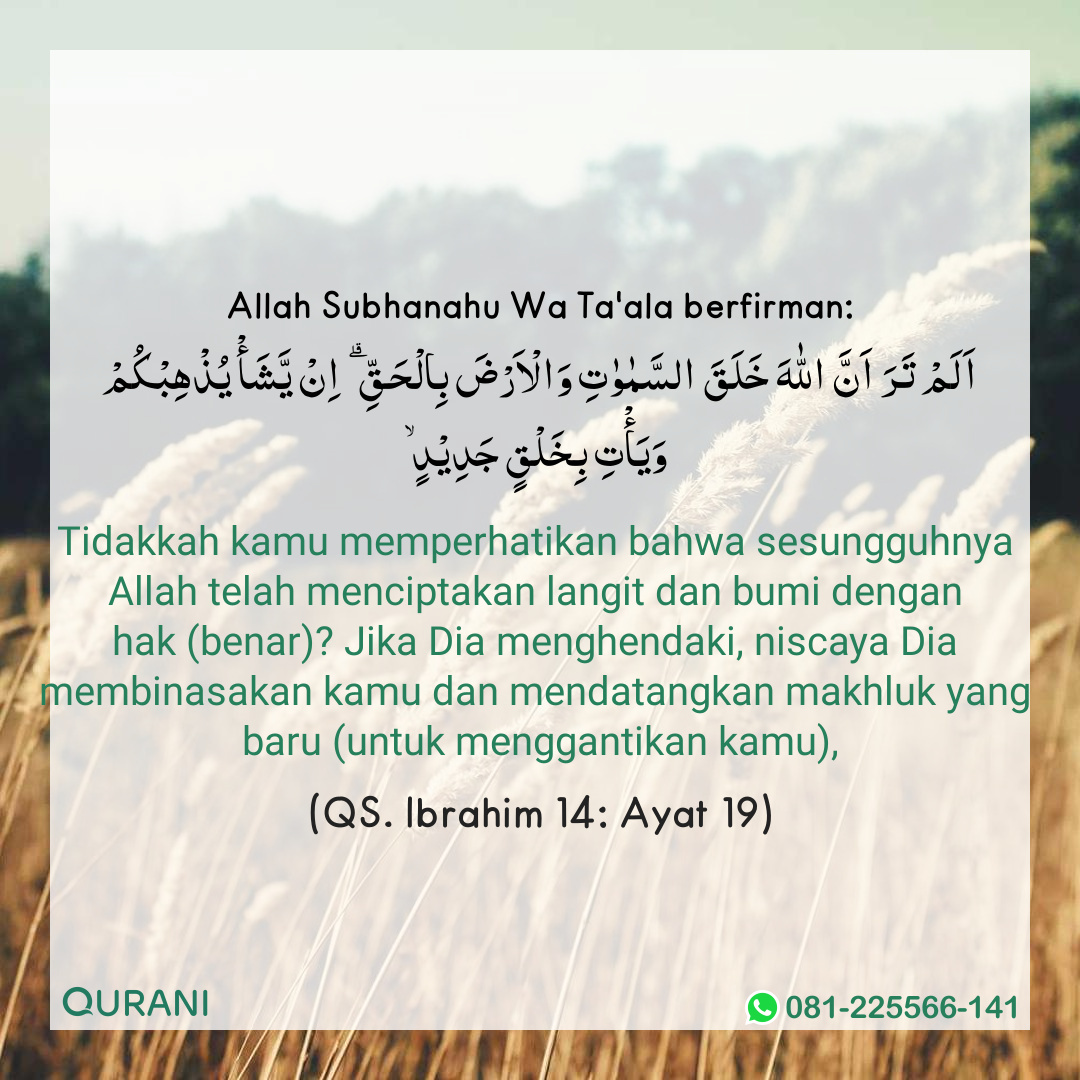 Allah Subhanahu Wa Ta'ala berfirman:
اَلَمْ تَرَ اَنَّ اللّٰهَ خَلَقَ السَّمٰوٰتِ وَالْاَرْضَ بِالْحَقِّۗ اِنْ يَّشَأْ يُذْهِبْكُمْ
وَيَأْتِ بِخَلْقٍ جَدِيْدٍۙ
Tidakkah kamu memperhatikan bahwa sesungguhnya
Allah telah menciptakan langit dan bumi dengan
hak (benar)? Jika Dia menghendaki, niscaya Dia
membinasakan kamu dan mendatangkan makhluk yang
baru (untuk menggantikan kamu),
(QS. Ibrahim 14: Ayat 19)
QURANI
081-225566-141